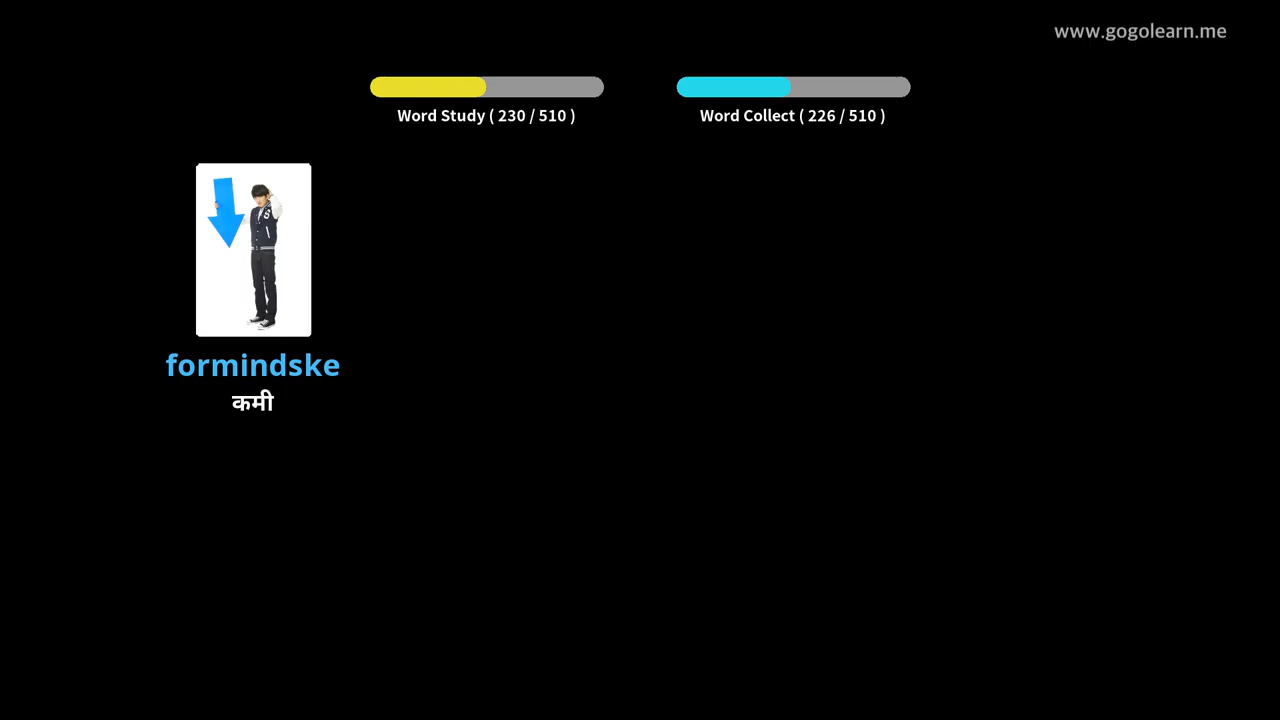 www.gogolearn.me
Word Study ( 230 / 510 )
Word Collect ( 226 / 510 )
S
formindske
कमी